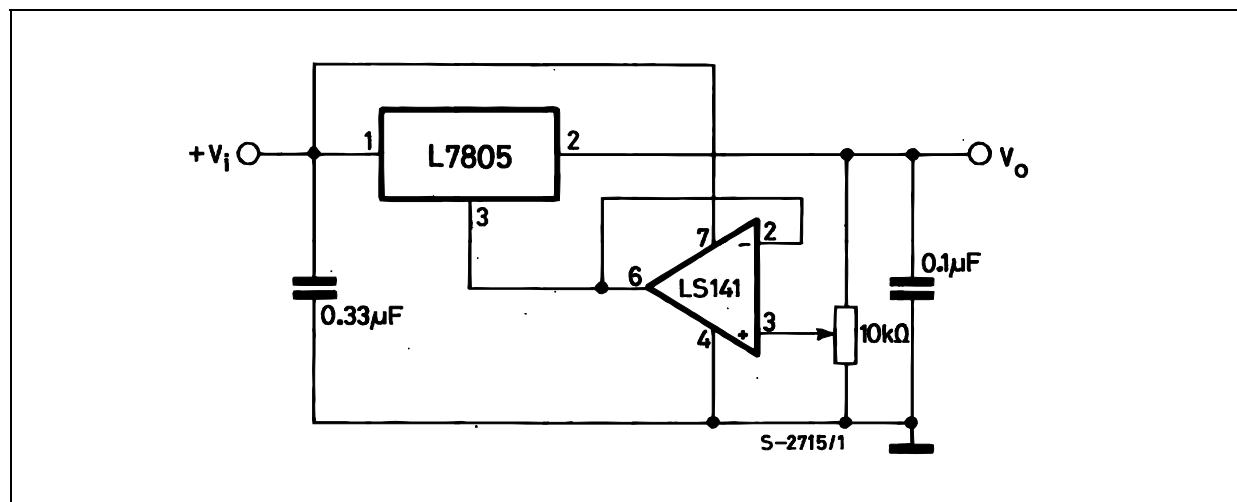 +Vi
1
L7805
2
Vo
3
7
2
-
6
LS141
0.1µF
0.33µF
3
+
10kΩ
4
S-2715/1